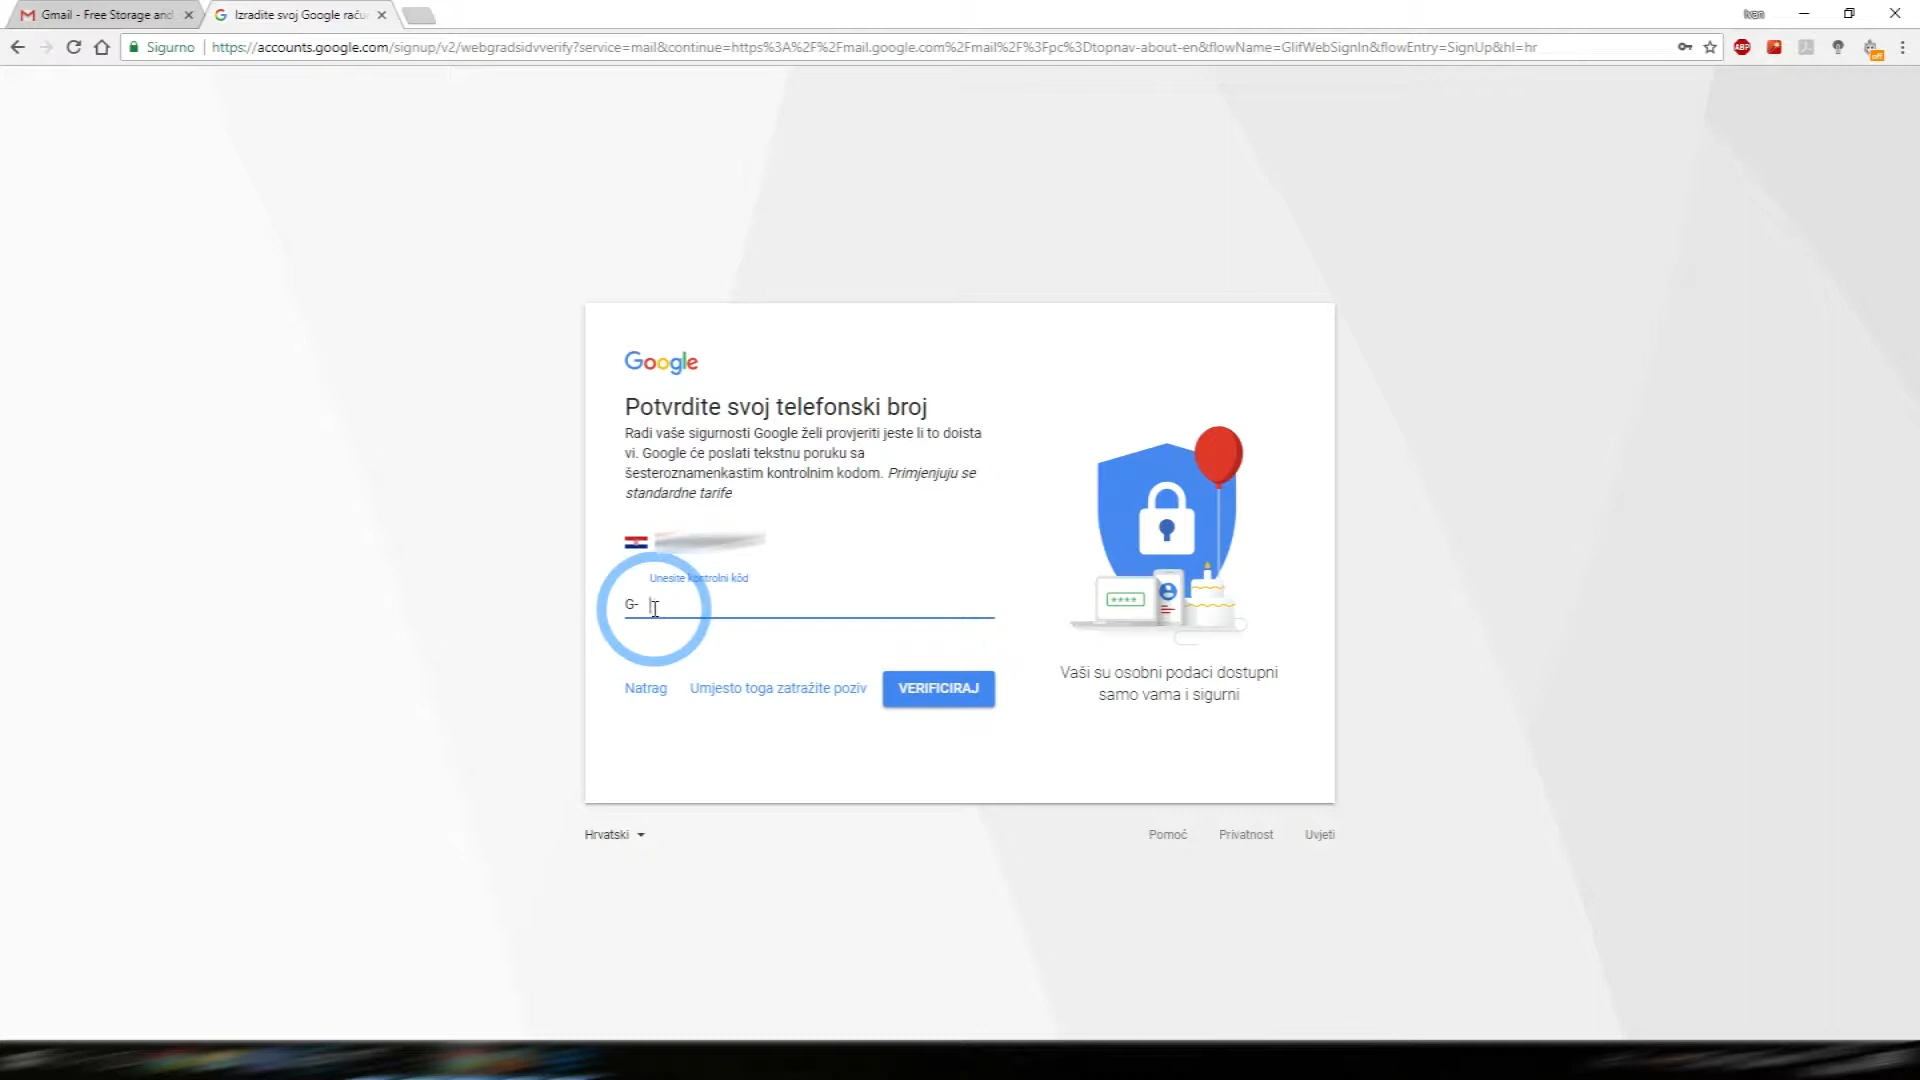 Gmail - Free Storage and
Izradite svoj Google raču
Ivan
Sigurno
https://accounts.google.com/signup/v2/webgradsidvverify?service=mail&continue=https%3A%2F%2Fmail.google.com%2Fmail%2F%3Fpc%3Dtopnav-about-en&flowName=GlifWebSignIn&flowEntry=SignUp&hl=hr
ABP
off
Google
Potvrdite svoj telefonski broj
Radi vaše sigurnosti Google želi provjeriti jeste li to doista
vi. Google će poslati tekstnu poruku sa
šesteroznamenkastim kontrolnim kodom. Primjenjuju se
standardne tarife
Unesite kontrolni kôd
G-
Natrag
Umjesto toga zatražite poziv
VERIFICIRAJ
****
Vaši su osobni podaci dostupni
samo vama i sigurni
Hrvatski
Pomoć
Privatnost
Uvjeti